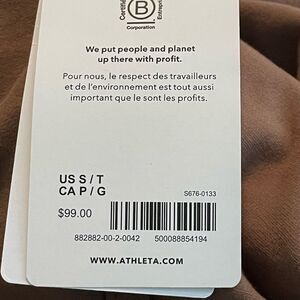 Certified
B
Corporation
Entreprise
We put people and planet
up there with profit.
Pour nous, le respect des travailleurs
et de l'environnement est tout aussi
important que le sont les profits.
US S / T
CA P / G
S676-0133
$99.00
882882-00-2-0042 500088854194
WWW.ATHLETA.COM